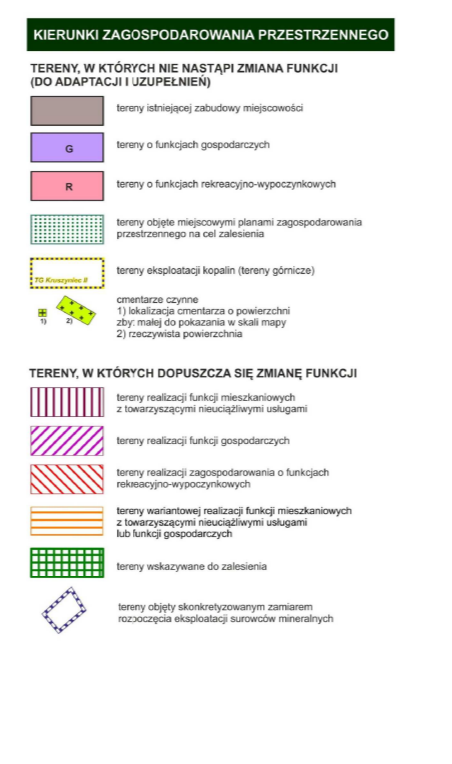 KIERUNKI ZAGOSPODAROWANIA PRZESTRZENNEGO
TERENY, W KTÓRYCH NIE NASTĄPI ZMIANA FUNKCJI
(DO ADAPTACJI I UZUPEŁNIEŃ)
tereny istniejącej zabudowy miejscowości
G
tereny o funkcjach gospodarczych
R
tereny o funkcjach rekreacyjno-wypoczynkowych
tereny objęte miejscowymi planami zagospodarowania
przestrzennego na cel zalesienia
TG Kruszyniec II
tereny eksploatacji kopalin (tereny górnicze)
cmentarze czynne
1) lokalizacja cmentarza o powierzchni
zby: małej do pokazania w skali mapy
2) rzeczywista powierzchnia
1)
2)
TERENY, W KTÓRYCH DOPUSZCZA SIĘ ZMIANĘ FUNKCJI
tereny realizacji funkcji mieszkaniowych
z towarzyszącymi nieuciążliwymi usługami
tereny realizacji funkcji gospodarczych
tereny realizacji zagospodarowania o funkcjach
rekreacyjno-wypoczynkowych
tereny wariantowej realizacji funkcji mieszkaniowych
z towarzyszącymi nieuciążliwymi usługami
lub funkcji gospodarczych
tereny wskazywane do zalesienia
tereny objęty skonkretyzowanym zamiarem
rozpoczęcia eksploatacji surowców mineralnych